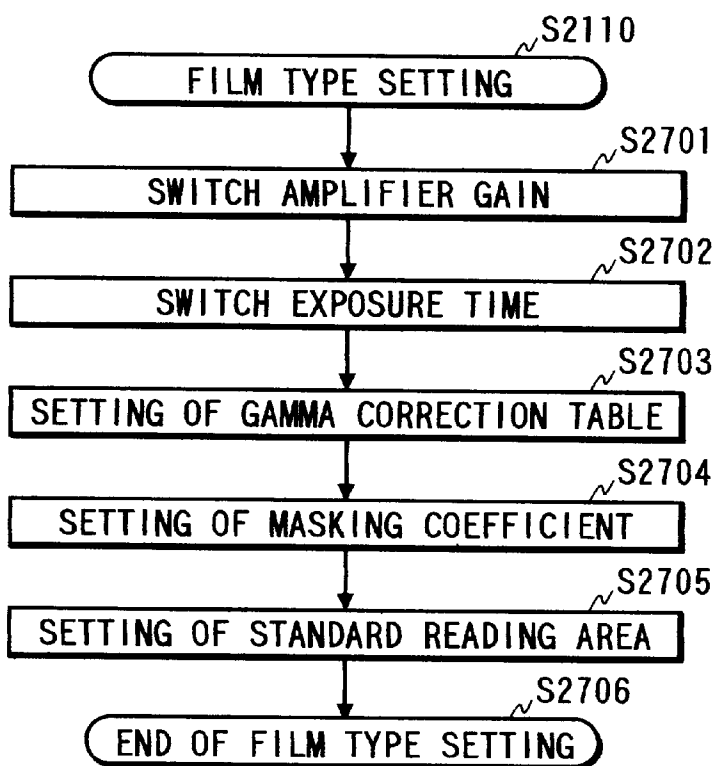 S2110
FILM TYPE SETTING
S2701
SWITCH AMPLIFIER GAIN
S2702
SWITCH EXPOSURE TIME
S2703
SETTING OF GAMMA CORRECTION TABLE
S2704
SETTING OF MASKING COEFFICIENT
S2705
SETTING OF STANDARD READING AREA
S2706
END OF FILM TYPE SETTING